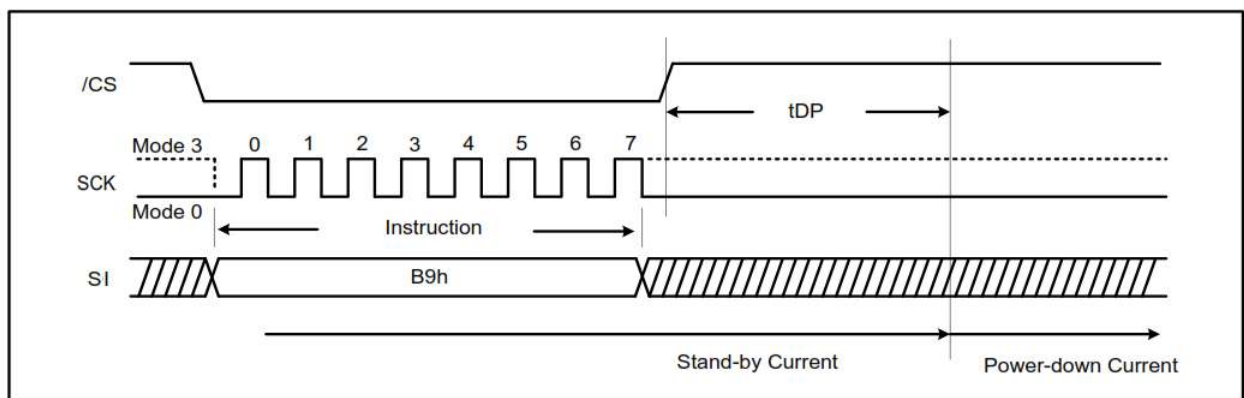 /CS
tDP
Mode 3 0 1 2 3 4 5 6 7
SCK
Mode 0
Instruction
SI B9h
Stand-by Current Power-down Current